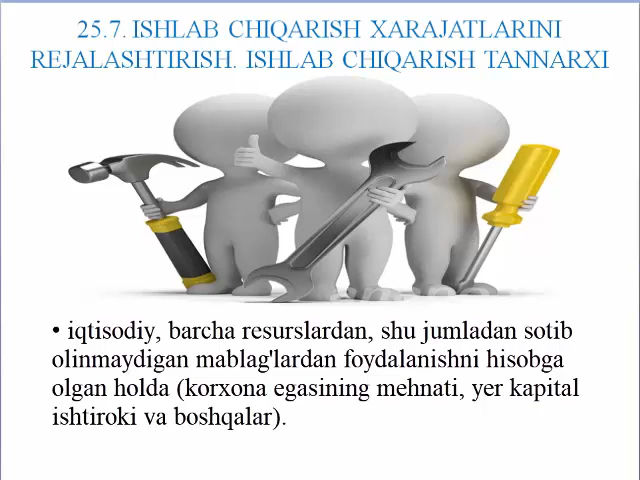 25.7. ISHLAB CHIQARISH XARAJATLARINI
REJALASHTIRISH. ISHLAB CHIQARISH TANNARXI
• iqtisodiy, barcha resurslardan, shu jumladan sotib
olinmaydigan mablag'lardan foydalanishni hisobga
olgan holda (korxona egasining mehnati, yer kapital
ishtiroki va boshqalar).